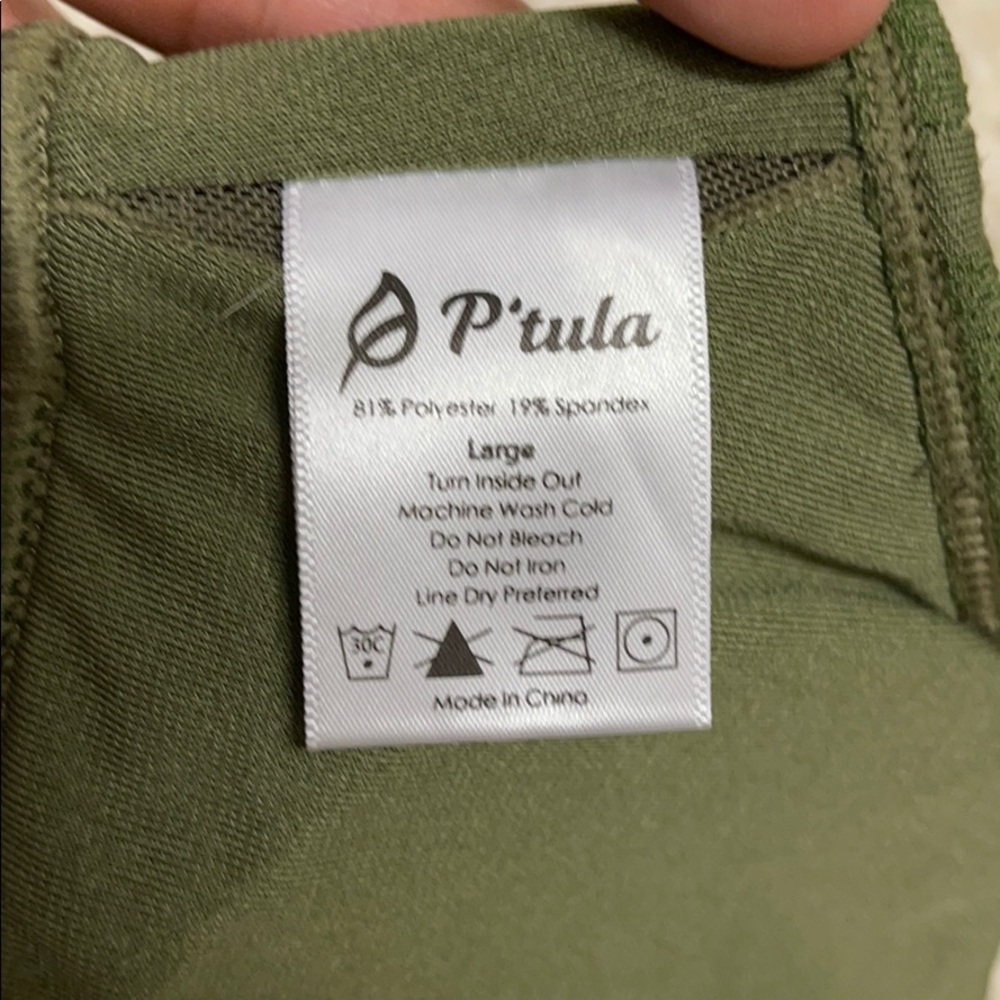 P'tula
81% Polyester 19% Spandex
Large
Turn Inside Out
Machine Wash Cold
Do Not Bleach
Do Not Iron
Line Dry Preferred
30C
Made In China